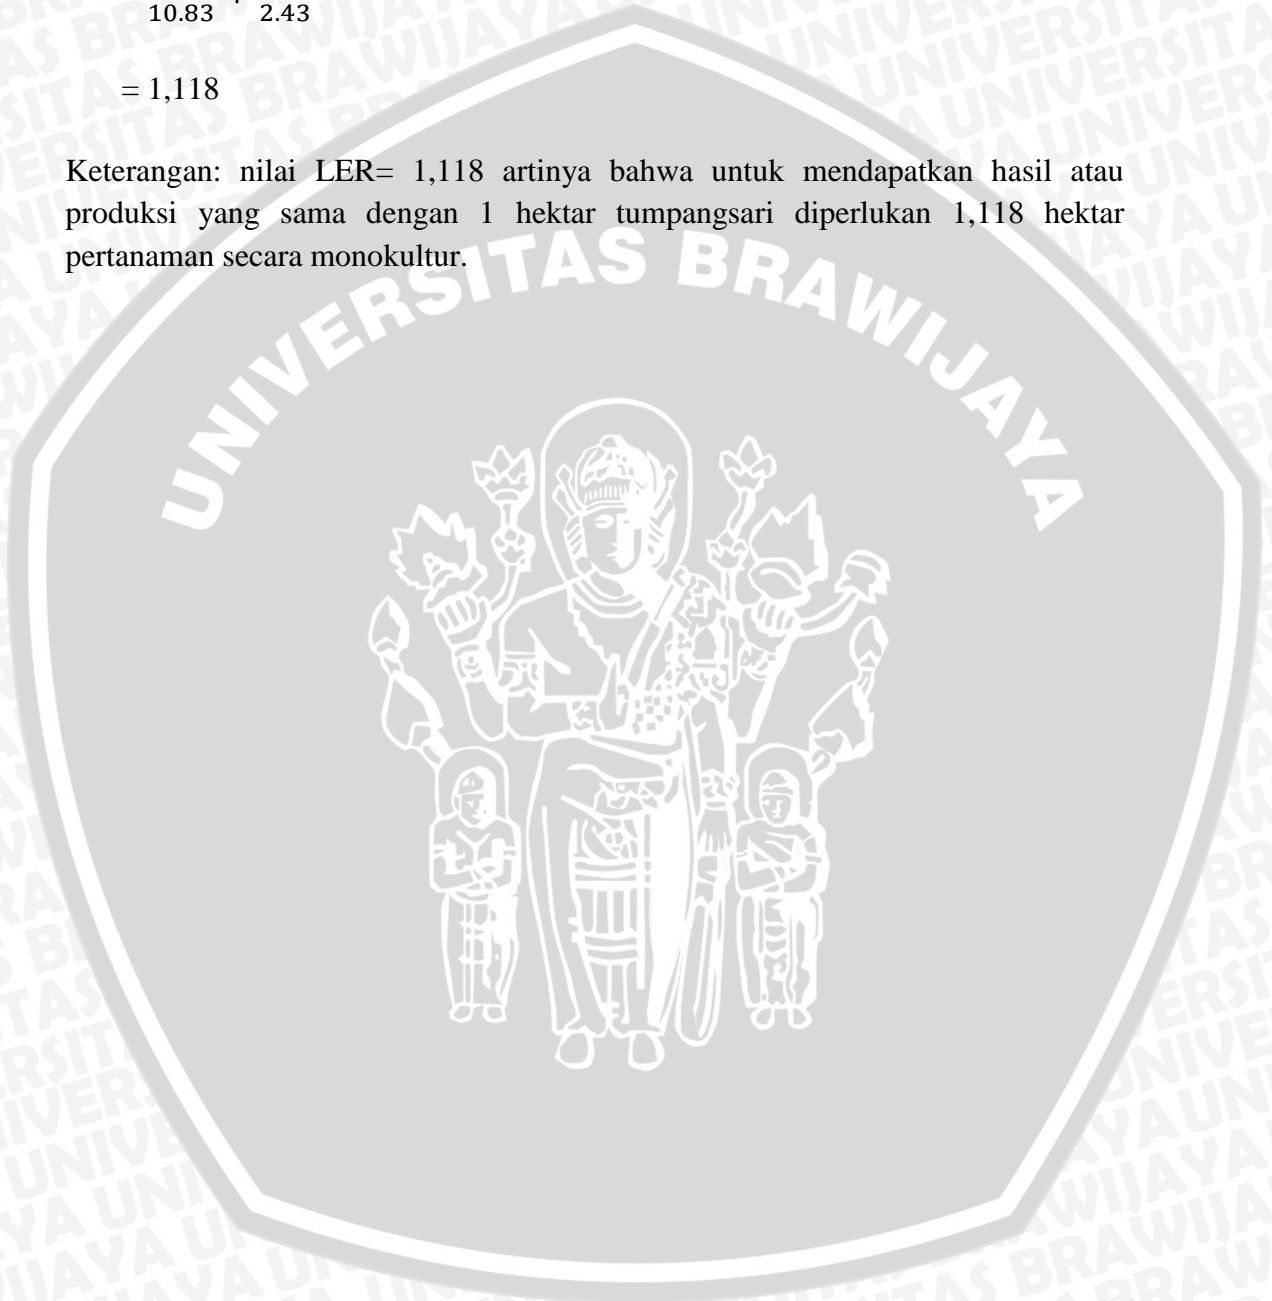 10.83 + 2.43
= 1,118
Keterangan: nilai LER= 1,118 artinya bahwa untuk mendapatkan hasil atau
produksi yang sama dengan 1 hektar tumpangsari diperlukan 1,118 hektar
pertanaman secara monokultur.
UNIVERSITAS BRAWIJAYA